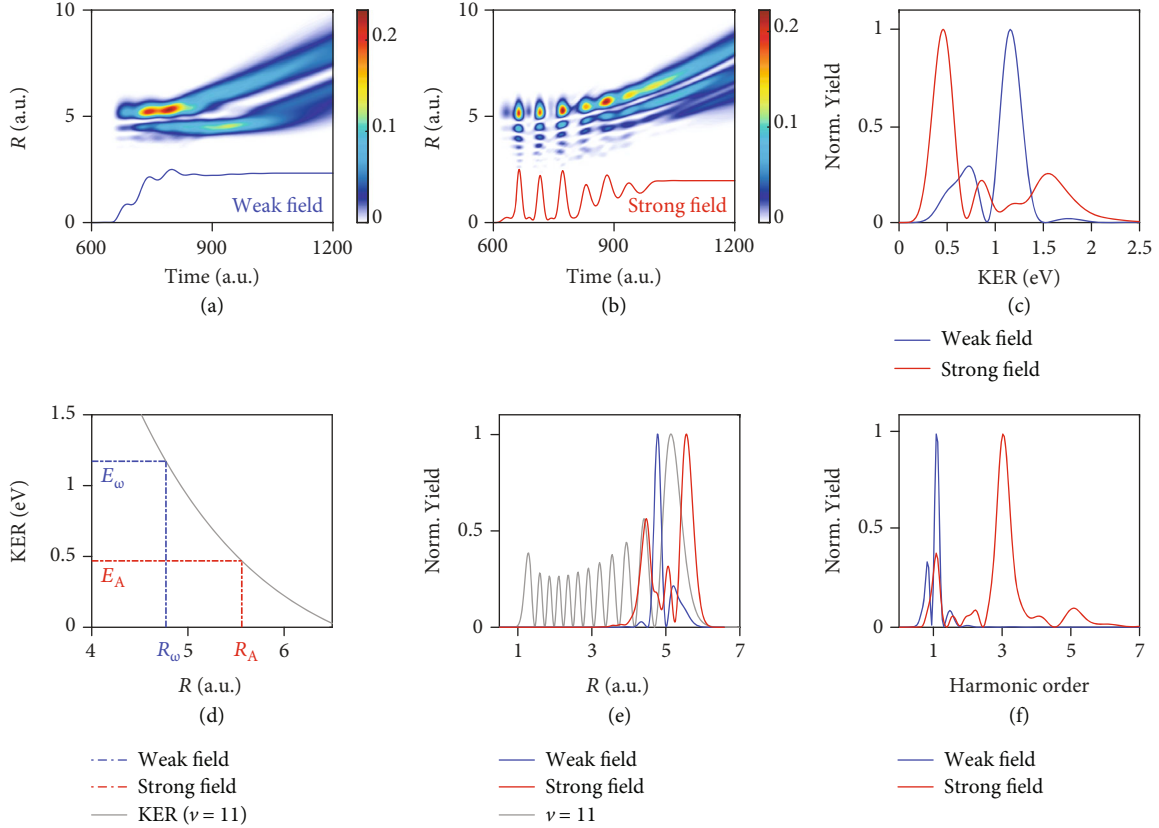 10
5
0
R (a.u.)
0.2
0.1
0
Weak field
600
900
1200
Time (a.u.)
(a)
10
5
0
R (a.u.)
0.2
0.1
0
Strong field
600
900
1200
Time (a.u.)
(b)
1
0.5
0
Norm. Yield
0
0.5
1
1.5
2
2.5
KER (eV)
(c)
Weak field
Strong field
1.5
1
0.5
0
KER (eV)
Eω
EA
4
Rω
5
RA
6
R (a.u.)
(d)
Weak field
Strong field
KER (ν = 11)
1
0.5
0
Norm. Yield
1
3
5
7
R (a.u.)
(e)
Weak field
Strong field
ν = 11
1
0.5
0
Norm. Yield
1
3
5
7
Harmonic order
(f)
Weak field
Strong field